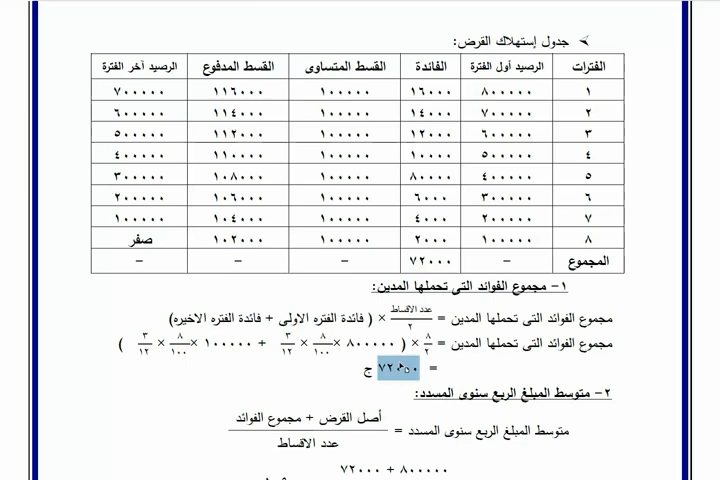 جدول إستهلاك القرض:
الفترات الرصيد أول الفترة الفائدة القسط المتساوى القسط المدفوع الرصيد آخر الفترة
١ ٨٠٠٠٠٠ ١٦٠٠٠ ١٠٠٠٠٠ ١١٦٠٠٠ ٧٠٠٠٠٠
٢ ٧٠٠٠٠٠ ١٤٠٠٠ ١٠٠٠٠٠ ١١٤٠٠٠ ٦٠٠٠٠٠
٣ ٦٠٠٠٠٠ ١٢٠٠٠ ١٠٠٠٠٠ ١١٢٠٠٠ ٥٠٠٠٠٠
٤ ٥٠٠٠٠٠ ١٠٠٠٠ ١٠٠٠٠٠ ١١٠٠٠٠ ٤٠٠٠٠٠
٥ ٤٠٠٠٠٠ ٨٠٠٠٠ ١٠٠٠٠٠ ١٠٨٠٠٠ ٣٠٠٠٠٠
٦ ٣٠٠٠٠٠ ٦٠٠٠ ١٠٠٠٠٠ ١٠٦٠٠٠ ٢٠٠٠٠٠
٧ ٢٠٠٠٠٠ ٤٠٠٠ ١٠٠٠٠٠ ١٠٤٠٠٠ ١٠٠٠٠٠
٨ ١٠٠٠٠٠ ٢٠٠٠ ١٠٠٠٠٠ ١٠٢٠٠٠ صفر
المجموع – ٧٢٠٠٠ – – –
١- مجموع الفوائد التى تحملها المدين:
مجموع الفوائد التى تحملها المدين = عدد الاقساط/٢ × ( فائدة الفتره الاولى + فائدة الفتره الاخيره)
مجموع الفوائد التى تحملها المدين = ٨/٢ × ( ٨٠٠٠٠٠ × ٨/١٠٠ × ٣/١٢ + ١٠٠٠٠٠ × ٨/١٠٠ × ٣/١٢ )
= ٧٢٠٠٠ ج
٢- متوسط المبلغ الربع سنوى المسدد:
متوسط المبلغ الربع سنوى المسدد = أصل القرض + مجموع الفوائد
عدد الاقساط
٨٠٠٠٠٠ + ٧٢٠٠٠